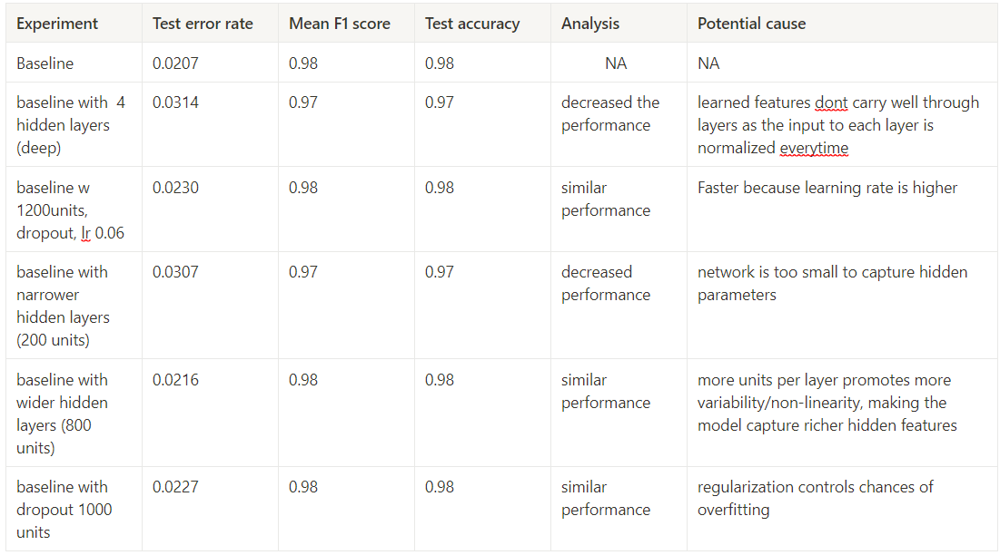 Experiment Test error rate Mean F1 score Test accuracy Analysis Potential cause
Baseline 0.0207 0.98 0.98 NA NA
baseline with 4 0.0314 0.97 0.97 decreased the learned features dont carry well through
hidden layers performance layers as the input to each layer is
(deep) normalized everytime
baseline w 0.0230 0.98 0.98 similar Faster because learning rate is higher
1200units, performance
dropout, lr 0.06
baseline with 0.0307 0.97 0.97 decreased network is too small to capture hidden
narrower performance parameters
hidden layers
(200 units)
baseline with 0.0216 0.98 0.98 similar more units per layer promotes more
wider hidden performance variability/non-linearity, making the
layers (800 model capture richer hidden features
units)
baseline with 0.0227 0.98 0.98 similar regularization controls chances of
dropout 1000 performance overfitting
units